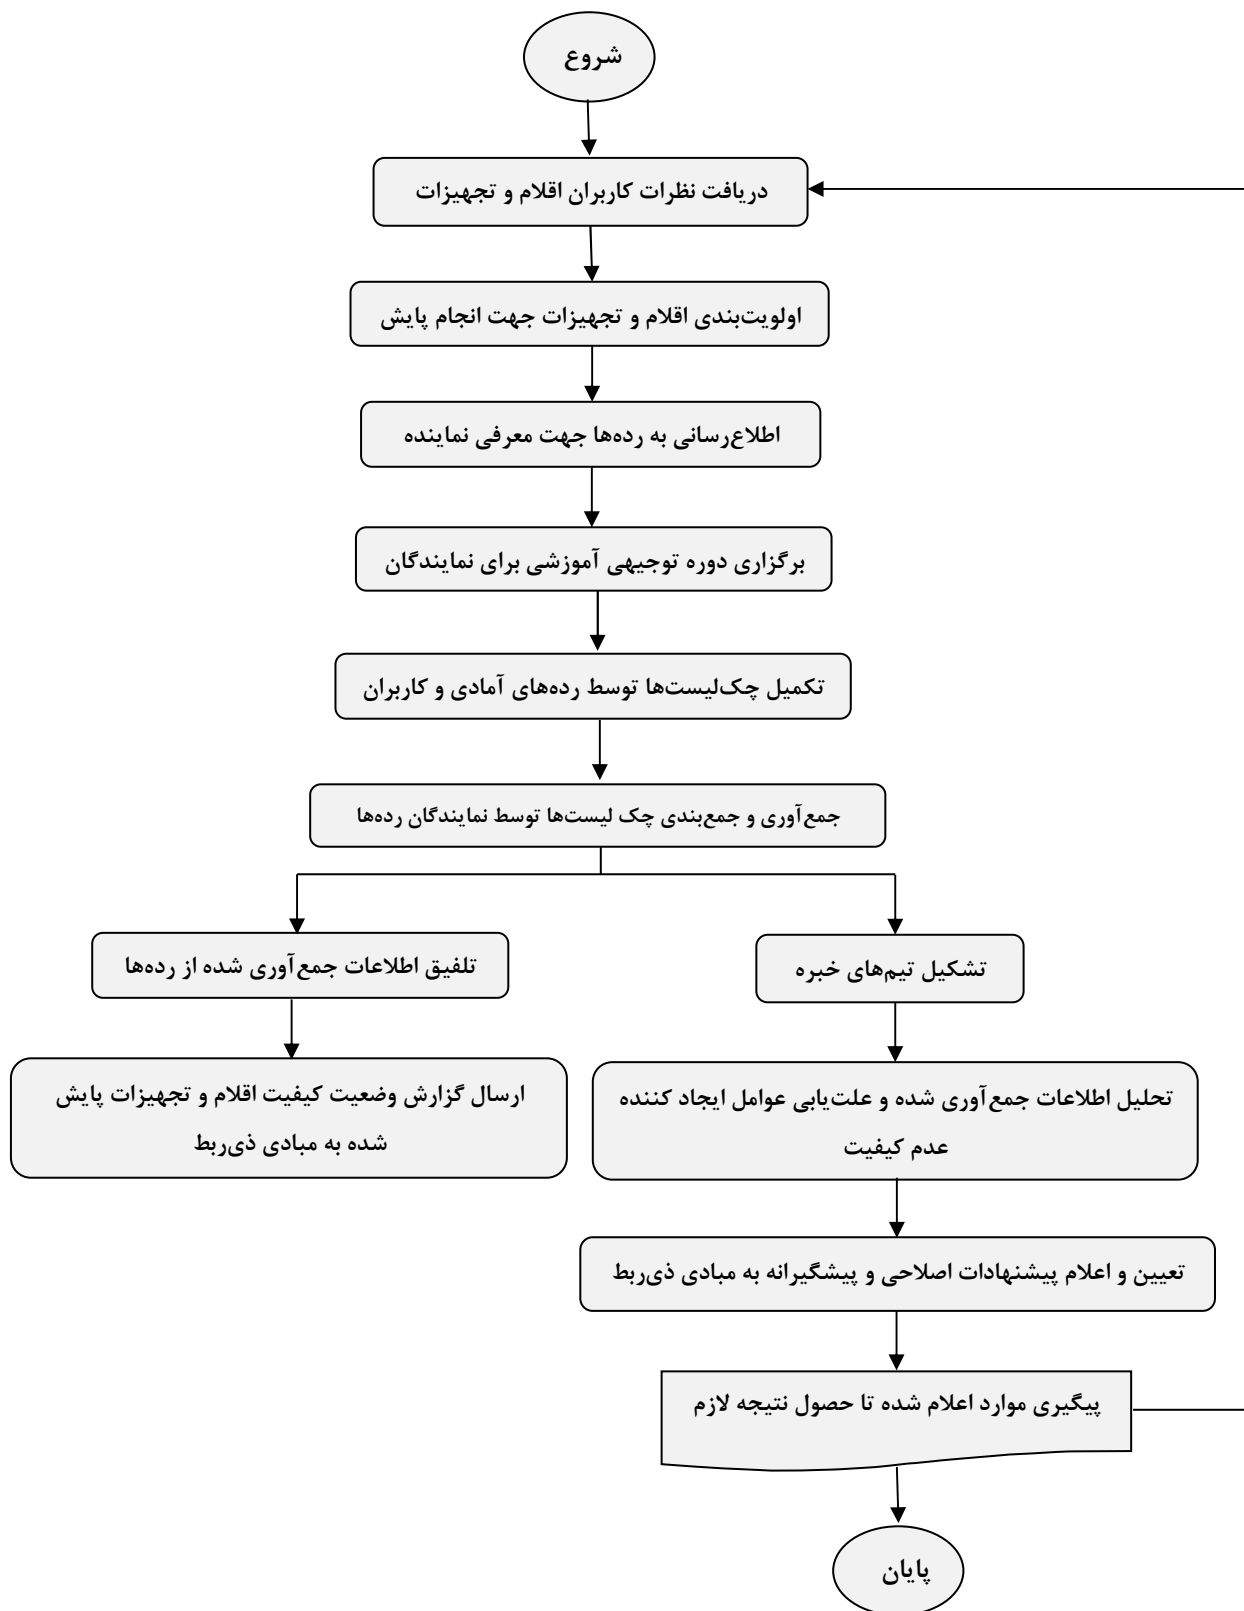 شروع
دریافت نظرات کاربران اقلام و تجهیزات
اولویت‌بندی اقلام و تجهیزات جهت انجام پایش
اطلاع‌رسانی به رده‌ها جهت معرفی نماینده
برگزاری دوره توجیهی آموزشی برای نمایندگان
تکمیل چک‌لیست‌ها توسط رده‌های آمادی و کاربران
جمع‌آوری و جمع‌بندی چک لیست‌ها توسط نمایندگان رده‌ها
تشکیل تیم‌های خبره
تلفیق اطلاعات جمع‌آوری شده از رده‌ها
تحلیل اطلاعات جمع‌آوری شده و علت‌یابی عوامل ایجاد کننده
عدم کیفیت
ارسال گزارش وضعیت کیفیت اقلام و تجهیزات پایش
شده به مبادی ذی‌ربط
تعیین و اعلام پیشنهادات اصلاحی و پیشگیرانه به مبادی ذی‌ربط
پیگیری موارد اعلام شده تا حصول نتیجه لازم
پایان